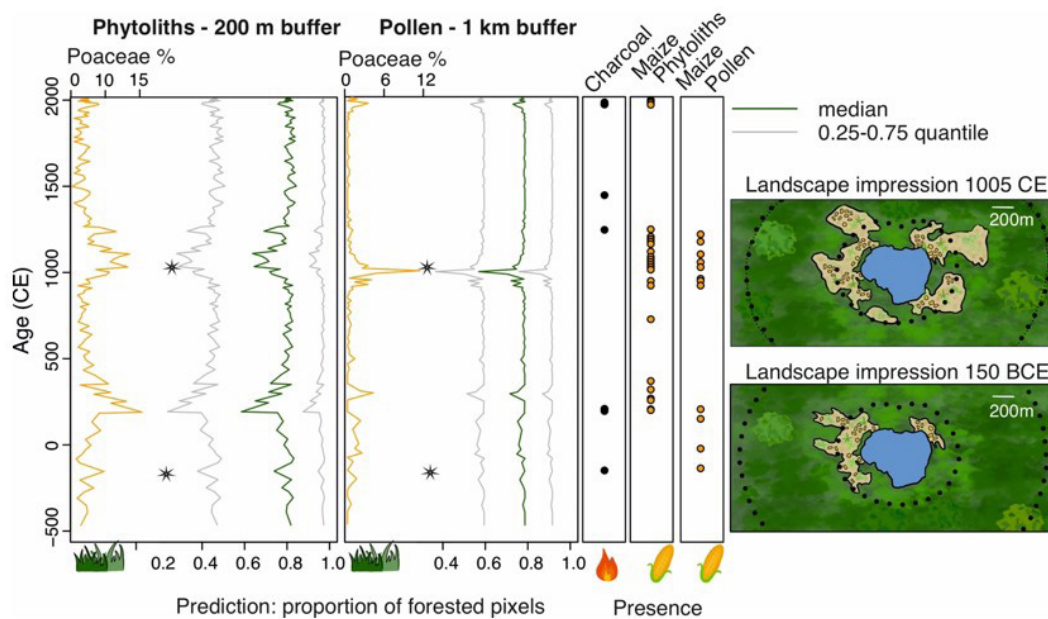 Phytoliths - 200 m buffer
Pollen - 1 km buffer
Poaceae %
0 10 15
Poaceae %
0 6 12
Charcoal
Maize
Phytoliths
Maize
Pollen
2000
1500
1000
500
0
−500
Age (CE)
median
0.25-0.75 quantile
Landscape impression 1005 CE
200m
Landscape impression 150 BCE
200m
0.2 0.4 0.6 0.8 1.0
0.2 0.4 0.6 0.8 1.0
Prediction: proportion of forested pixels
Presence